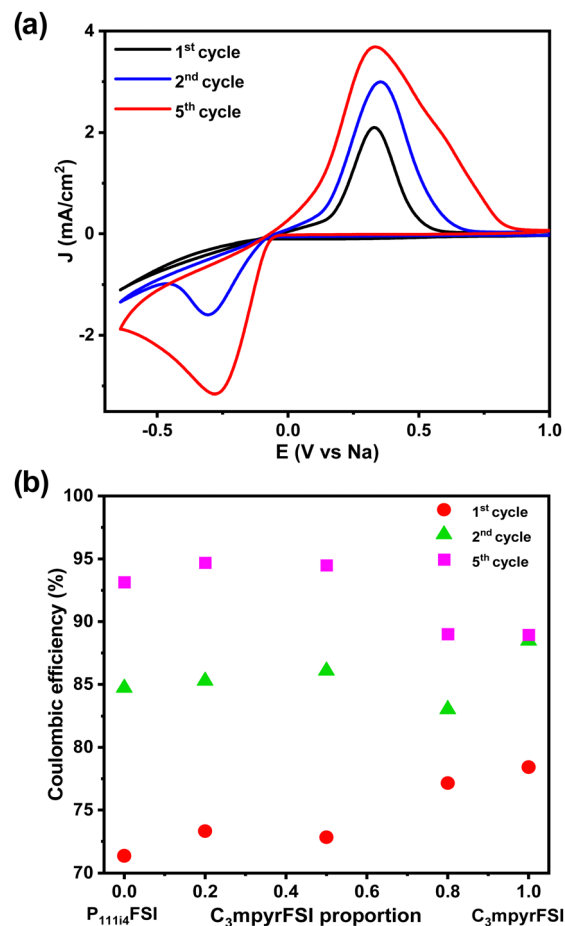 (a)
1st cycle
2nd cycle
5th cycle
4
2
0
-2
J (mA/cm2)
-0.5
0.0
0.5
1.0
E (V vs Na)
(b)
1st cycle
2nd cycle
5th cycle
100
95
90
85
80
75
70
Coulombic efficiency (%)
0.0
0.2
0.4
0.6
0.8
1.0
P111i4FSI
C3mpyrFSI proportion
C3mpyrFSI